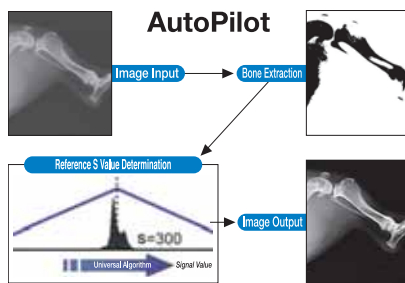 AutoPilot
Image Input
Bone Extraction
Reference S Value Determination
s=300
Universal Algorithm
Signal Value
Image Output